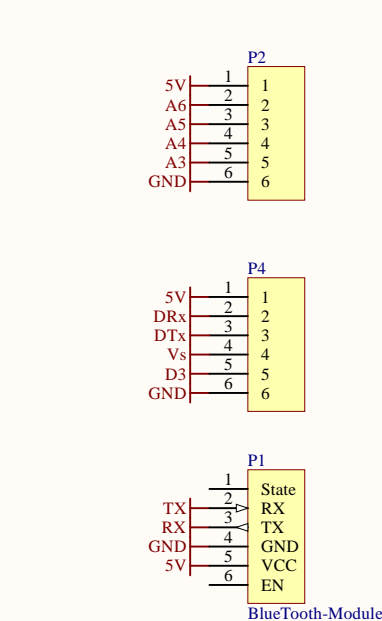 P2
5V 1 1
A6 2 2
A5 3 3
A4 4 4
A3 5 5
GND 6 6
P4
5V 1 1
DRx 2 2
DTx 3 3
Vs 4 4
D3 5 5
GND 6 6
P1
1 State
TX 2 RX
RX 3 TX
GND 4 GND
5V 5 VCC
6 EN
BlueTooth-Module